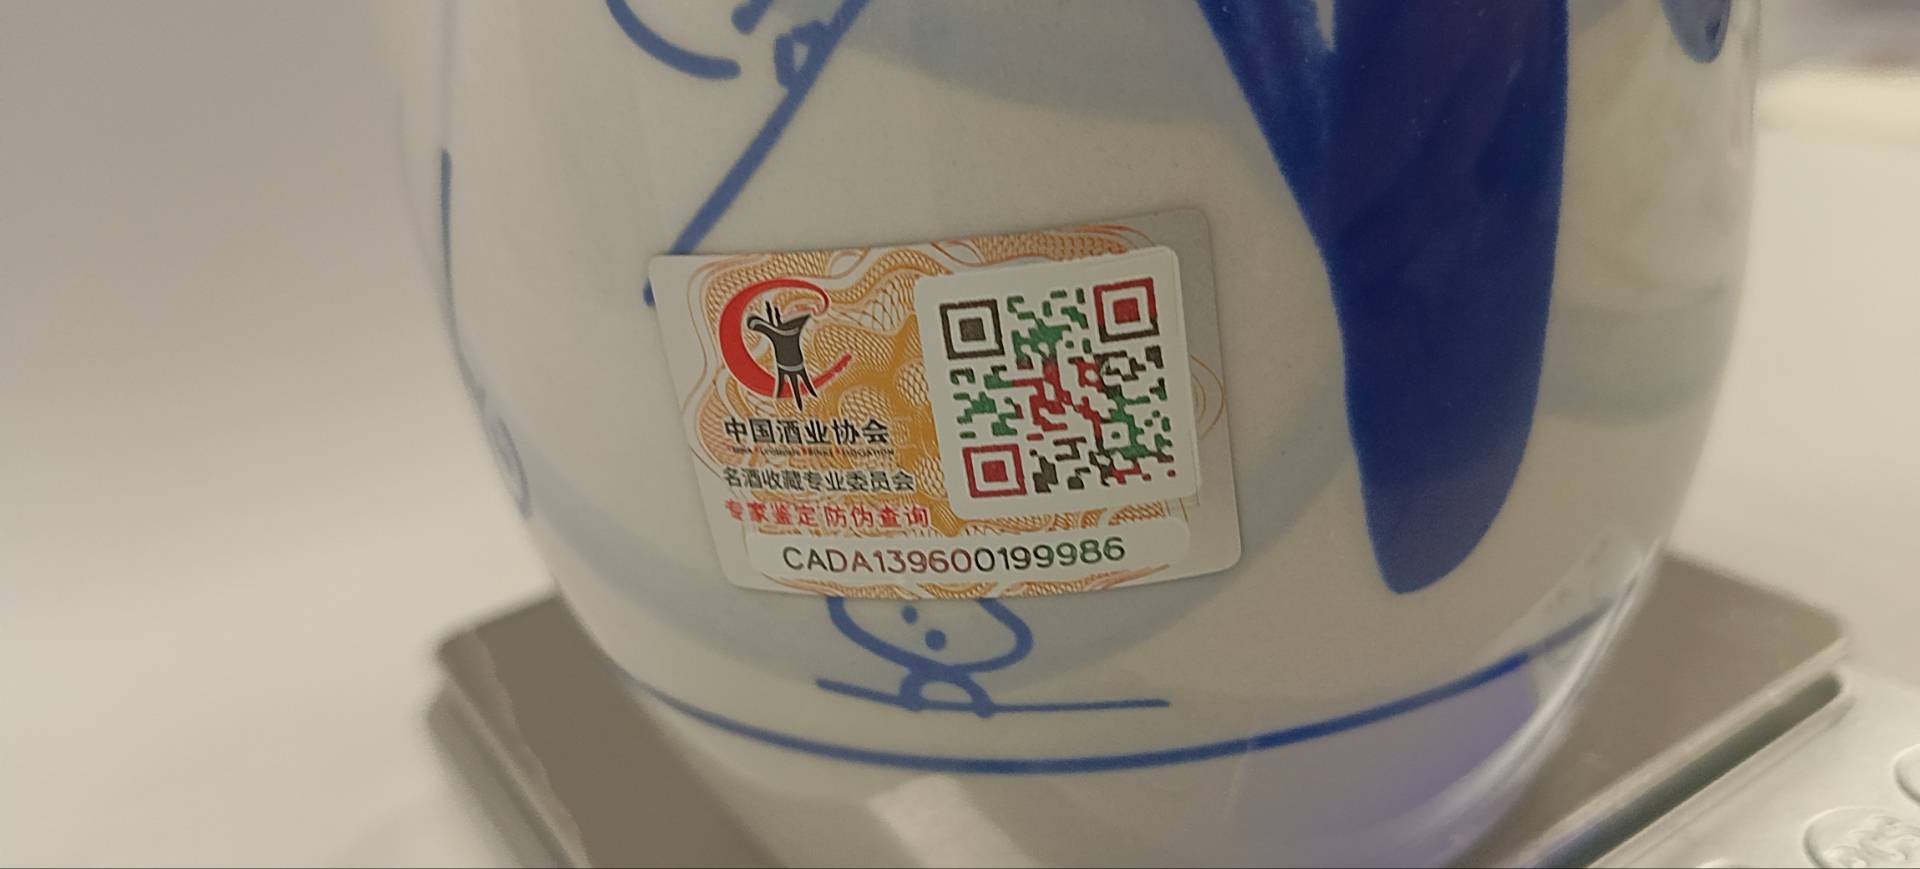 中国酒业协会
名酒收藏专业委员会
专家鉴定 防伪查询
CADA139600199986